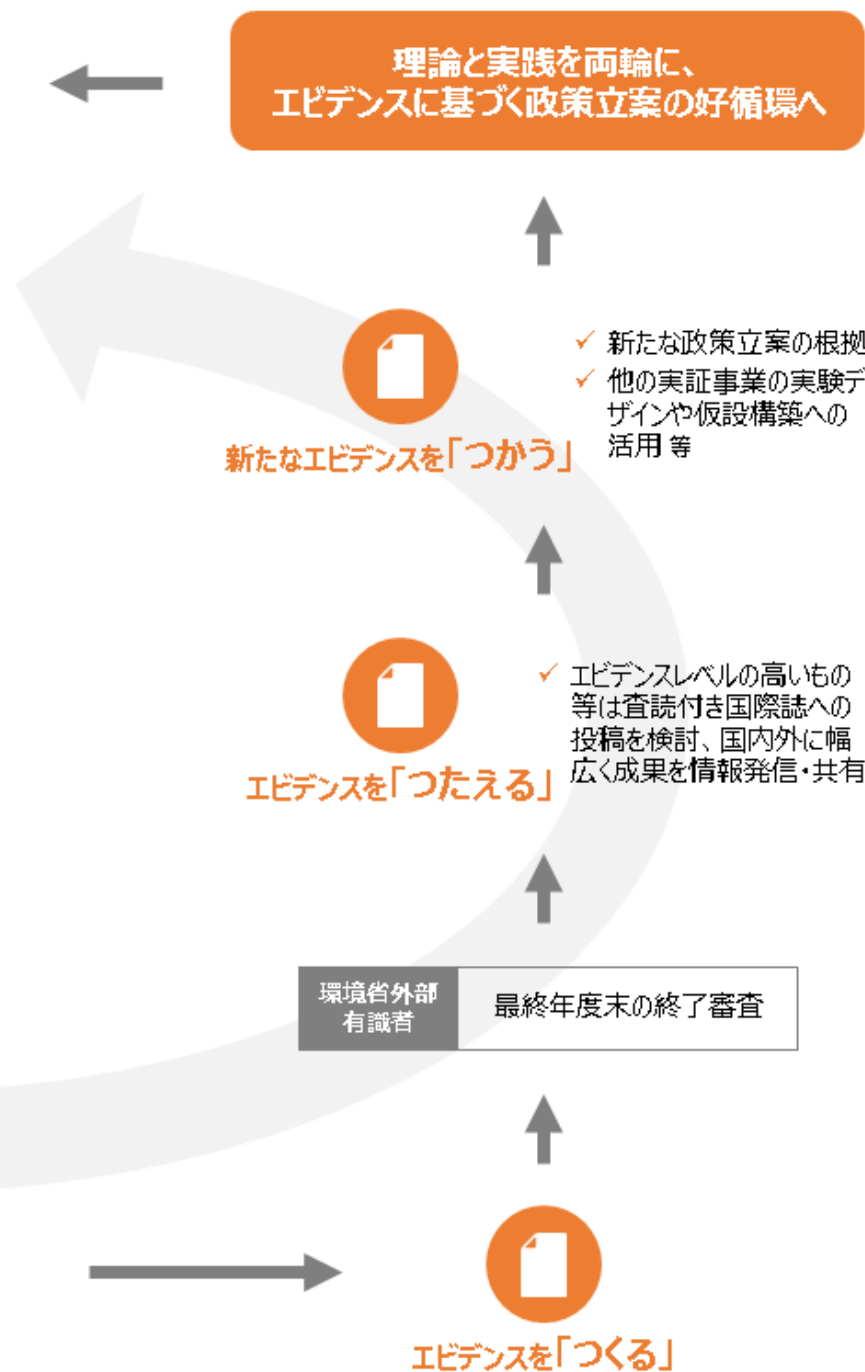 理論と実践を両輪に、
エビデンスに基づく政策立案の好循環へ
✓ 新たな政策立案の根拠
✓ 他の実証事業の実験デ
ザインや仮設構築への
活用 等
新たなエビデンスを「つかう」
✓ エビデンスレベルの高いもの
等は査読付き国際誌への
投稿を検討、国内外に幅
広く成果を情報発信・共有
エビデンスを「つたえる」
環境省外部
有識者
最終年度末の終了審査
エビデンスを「つくる」